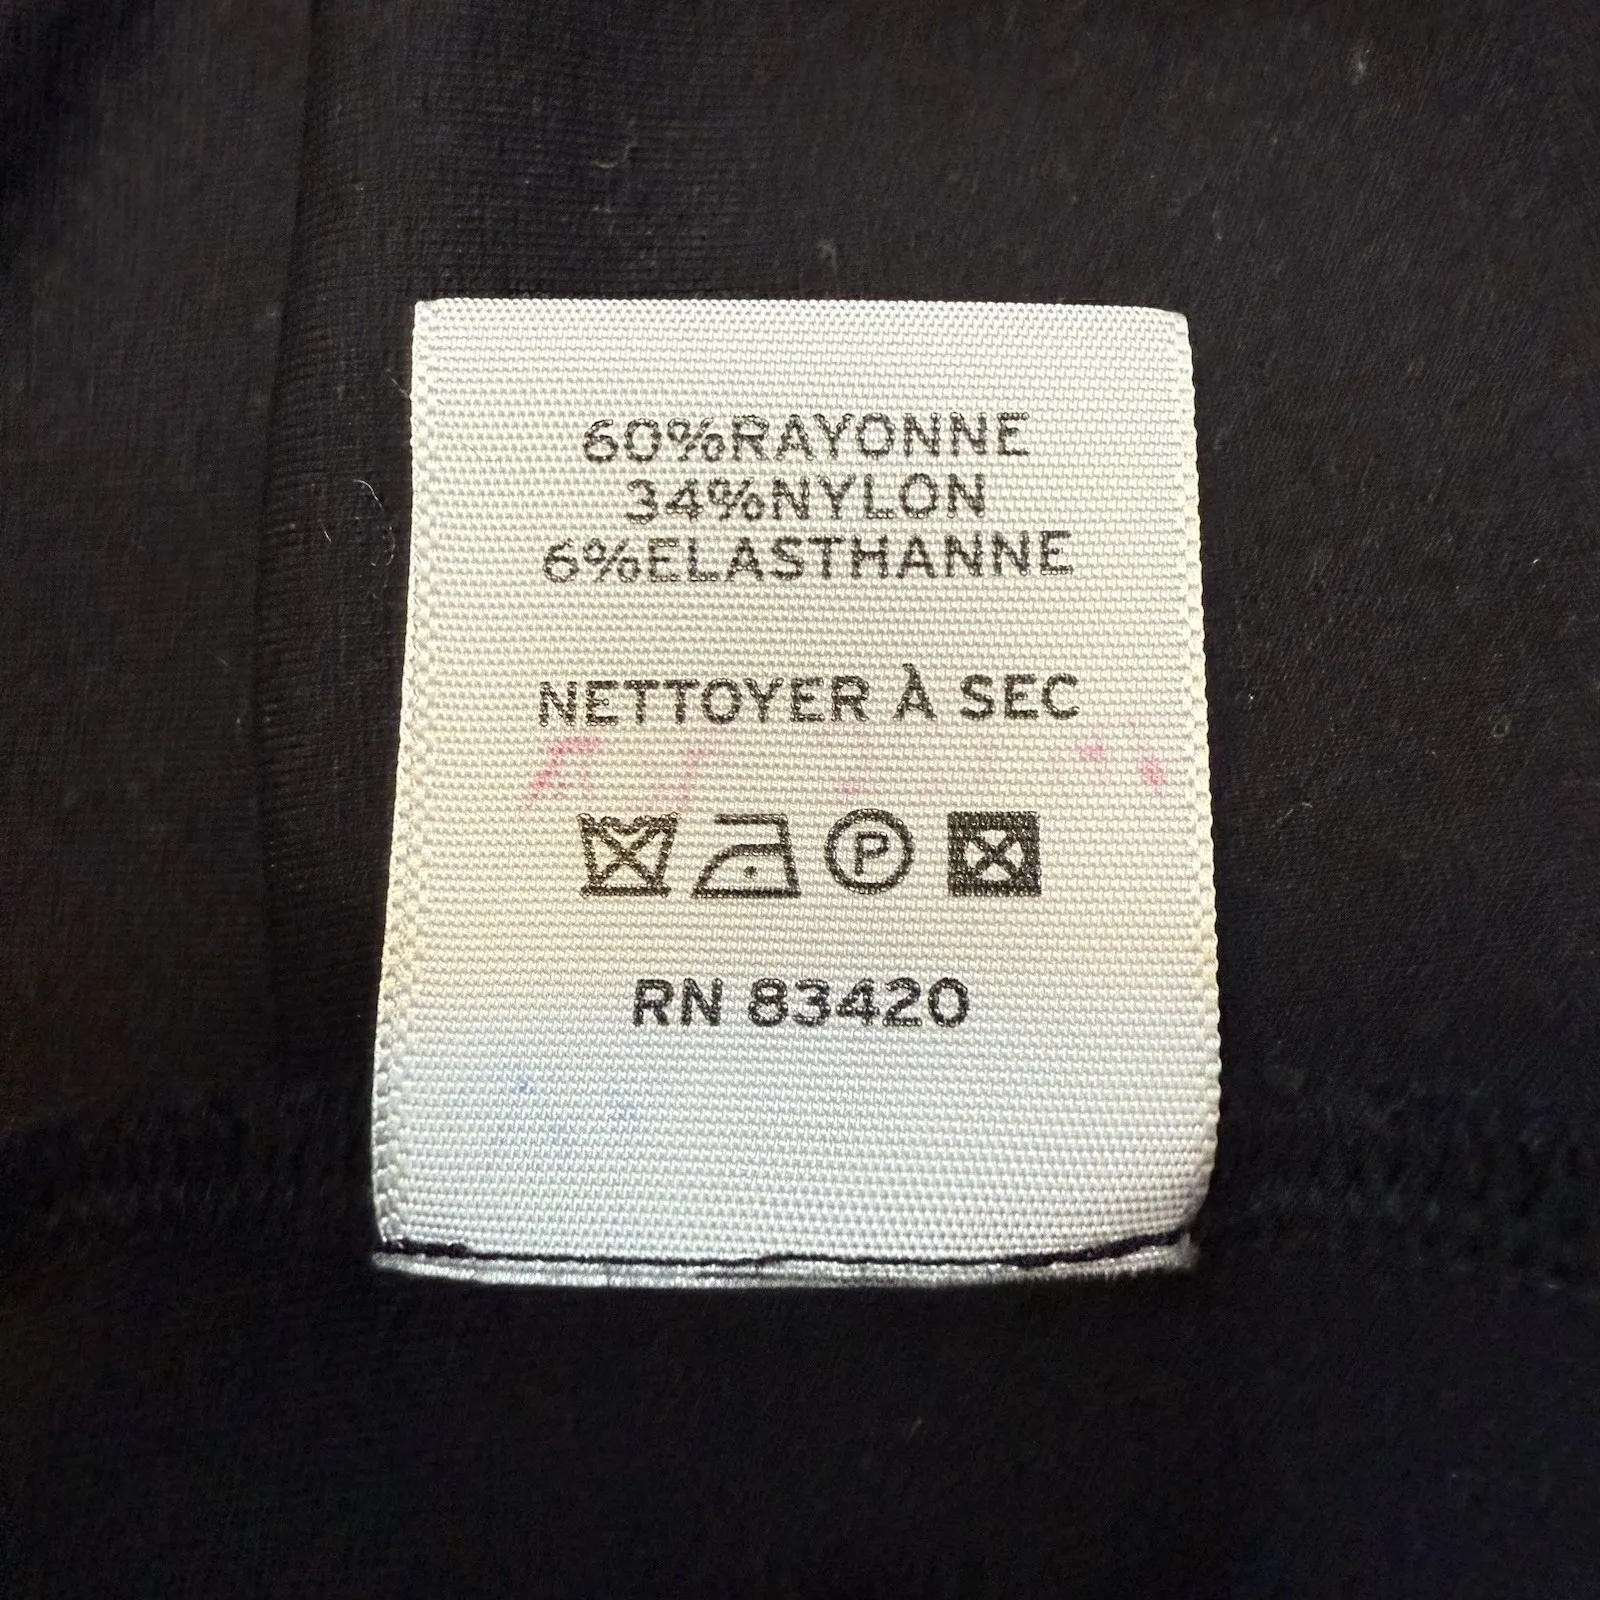 60%RAYONNE
34%NYLON
6%ELASTHANNE
NETTOYER À SEC
P
RN 83420